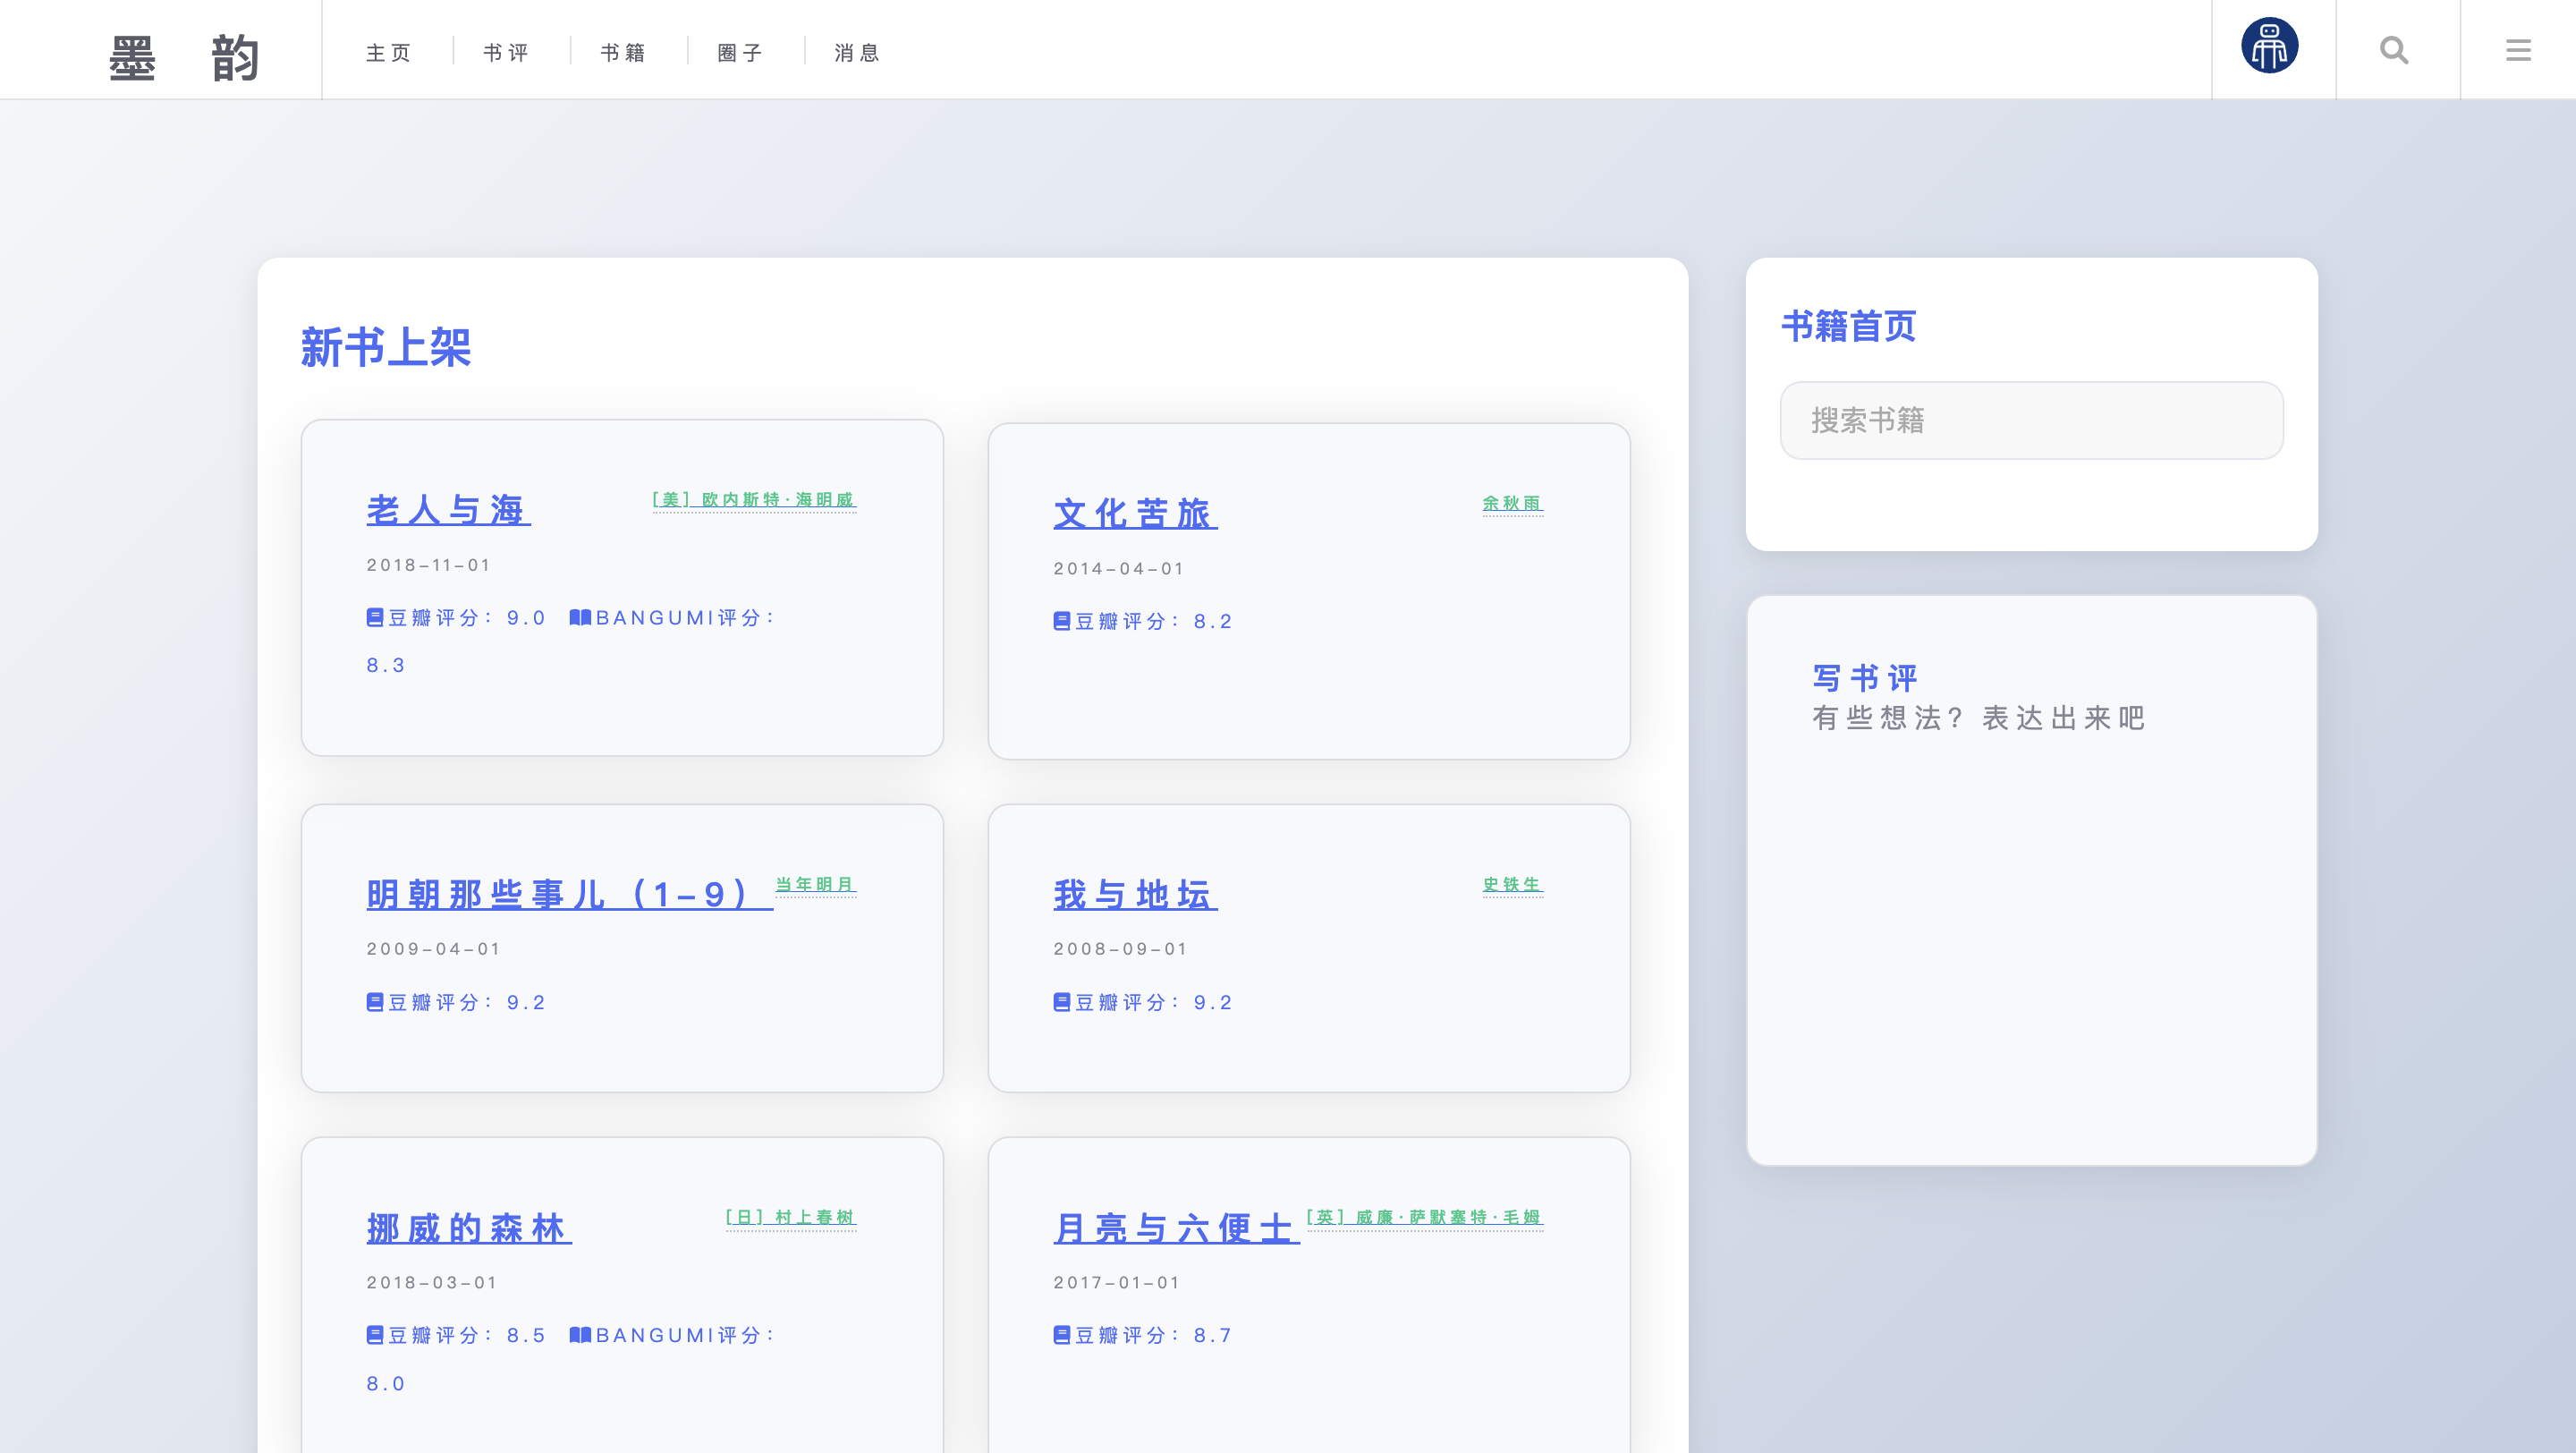 墨 韵
主页
书评
书籍
圈子
消息
新书上架
老人与海
[美] 欧内斯特·海明威
2018-11-01
豆瓣评分: 9.0 BANGUMI评分:
8.3
文化苦旅
余秋雨
2014-04-01
豆瓣评分: 8.2
明朝那些事儿（1-9）
当年明月
2009-04-01
豆瓣评分: 9.2
我与地坛
史铁生
2008-09-01
豆瓣评分: 9.2
挪威的森林
[日] 村上春树
2018-03-01
豆瓣评分: 8.5 BANGUMI评分:
8.0
月亮与六便士
[英] 威廉·萨默塞特·毛姆
2017-01-01
豆瓣评分: 8.7
书籍首页
搜索书籍
写书评
有些想法? 表达出来吧